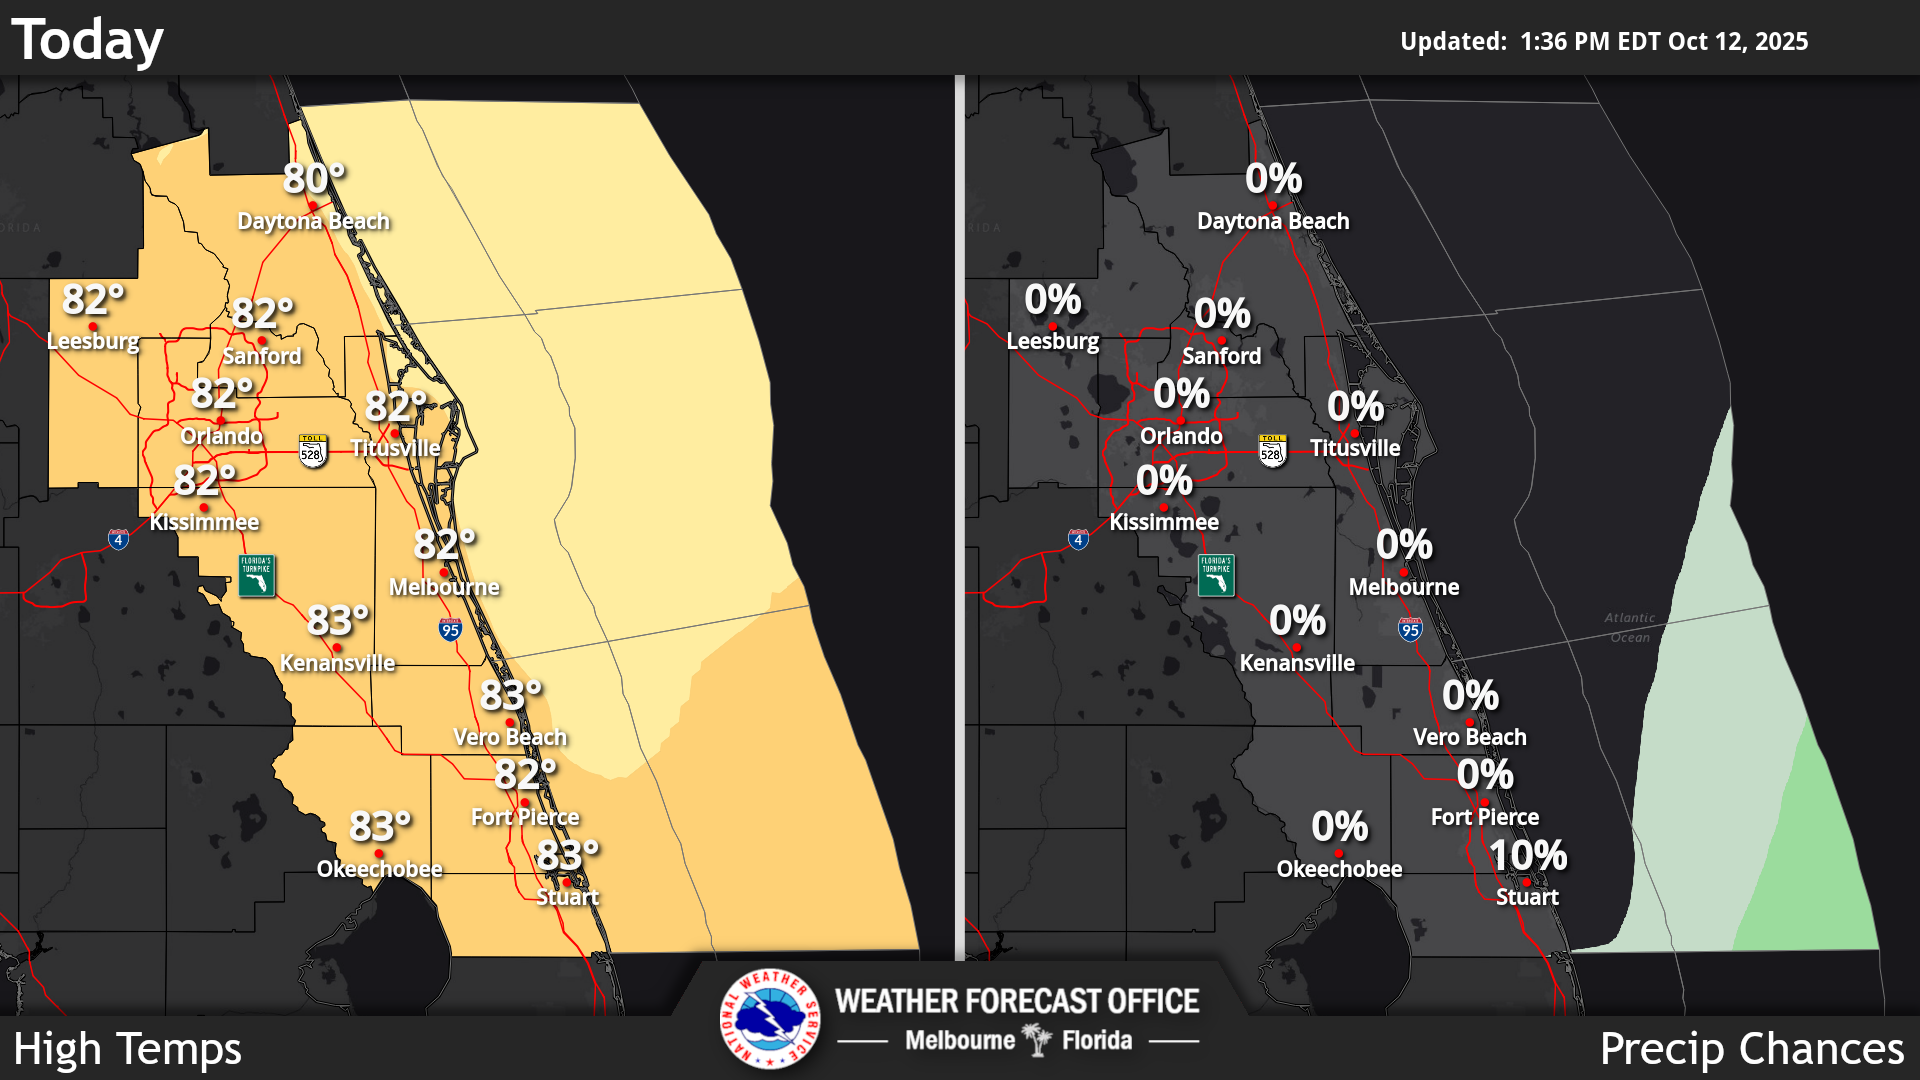 Today
Updated:  1:36 PM EDT Oct 12, 2025
80°
Daytona Beach
82°
Leesburg
82°
Sanford
82°
Orlando
82°
Titusville
TOLL
528
82°
Kissimmee
4
FLORIDA'S
TURNPIKE
82°
Melbourne
95
83°
Kenansville
83°
Vero Beach
82°
Fort Pierce
83°
Okeechobee
83°
Stuart
0%
Daytona Beach
0%
Leesburg
0%
Sanford
0%
Orlando
0%
Titusville
TOLL
528
0%
Kissimmee
4
FLORIDA'S
TURNPIKE
0%
Melbourne
95
Atlantic
Ocean
0%
Kenansville
0%
Vero Beach
0%
Fort Pierce
0%
Okeechobee
10%
Stuart
NATIONAL WEATHER SERVICE
WEATHER FORECAST OFFICE
Melbourne Florida
High Temps
Precip Chances